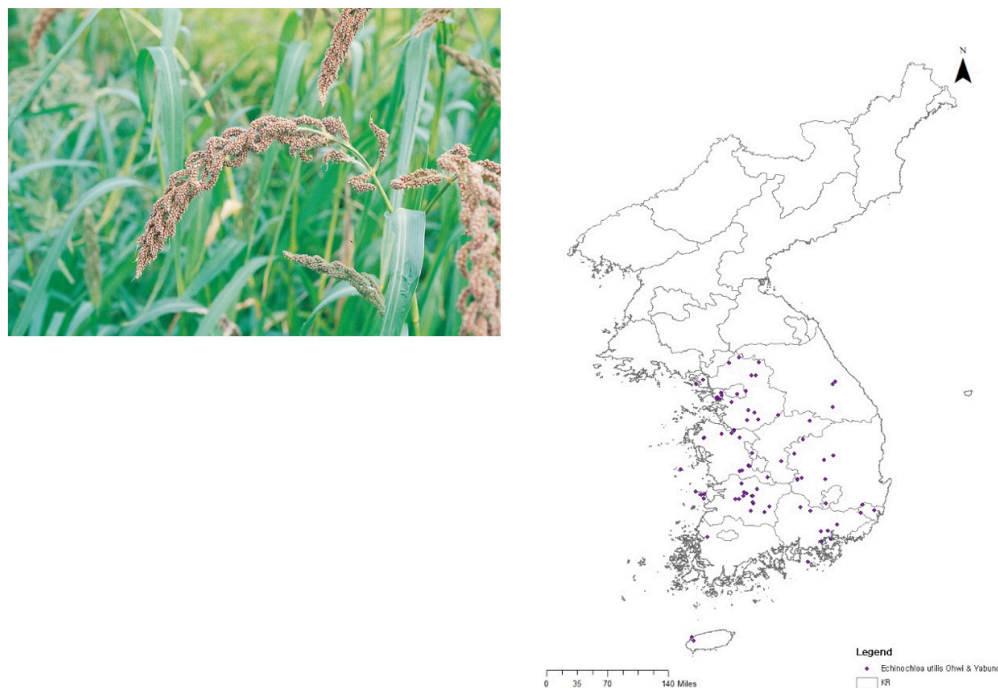 N
Legend
Echinochloa utilis Ohwi & Yabuno
KR
0 35 70 140 Miles